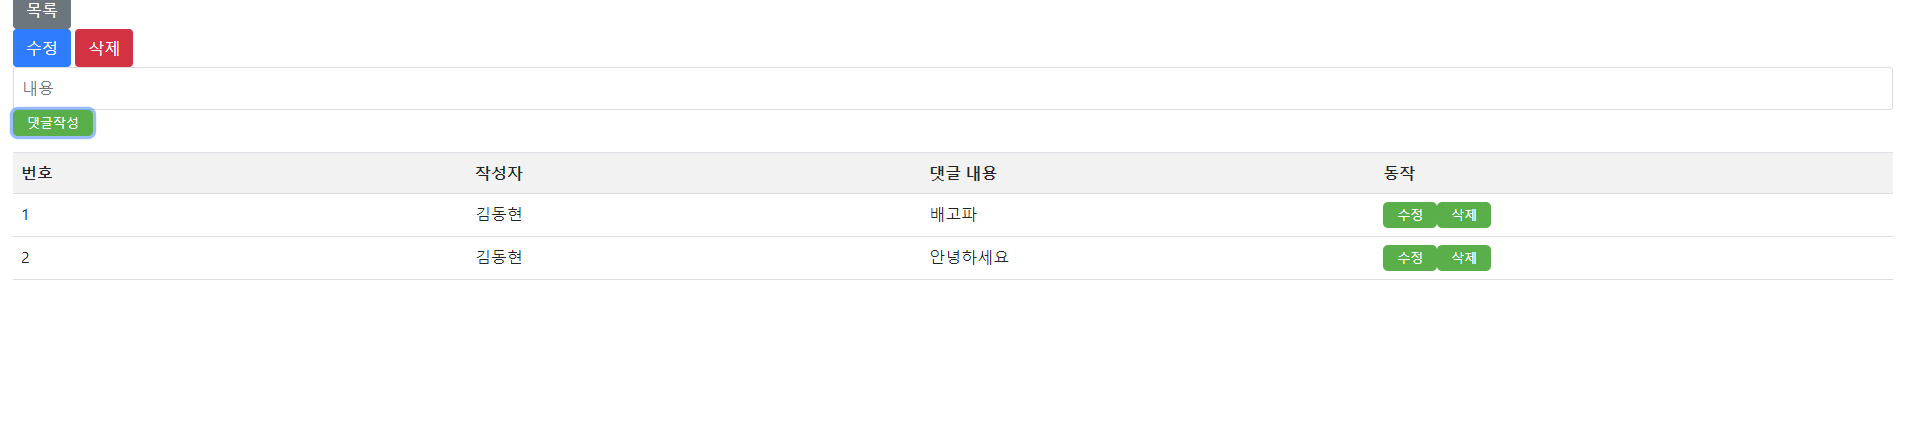 목록
수정 삭제
내용
댓글작성
번호 작성자 댓글 내용 동작
1 김동현 배고파 수정 삭제
2 김동현 안녕하세요 수정 삭제